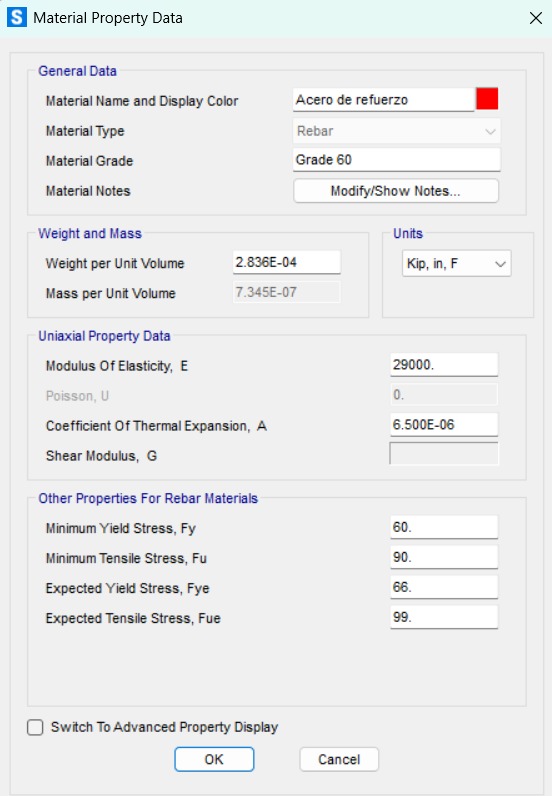 S Material Property Data
General Data
Material Name and Display Color Acero de refuerzo
Material Type Rebar
Material Grade Grade 60
Material Notes Modify/Show Notes...
Weight and Mass Units
Weight per Unit Volume 2.836E-04 Kip, in, F
Mass per Unit Volume 7.345E-07
Uniaxial Property Data
Modulus Of Elasticity, E 29000.
Poisson, U 0.
Coefficient Of Thermal Expansion, A 6.500E-06
Shear Modulus, G
Other Properties For Rebar Materials
Minimum Yield Stress, Fy 60.
Minimum Tensile Stress, Fu 90.
Expected Yield Stress, Fye 66.
Expected Tensile Stress, Fue 99.
Switch To Advanced Property Display
OK Cancel